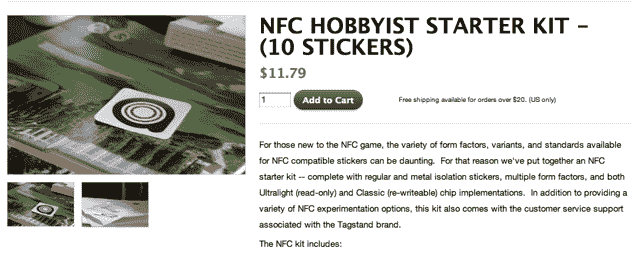 NFC HOBBYIST STARTER KIT –
(10 STICKERS)
$11.79
1
Add to Cart
Free shipping available for orders over $20. (US only)
For those new to the NFC game, the variety of form factors, variants, and standards available
for NFC compatible stickers can be daunting.  For that reason we've put together an NFC
starter kit -- complete with regular and metal isolation stickers, multiple form factors, and both
Ultralight (read-only) and Classic (re-writeable) chip implementations.  In addition to providing a
variety of NFC experimentation options, this kit also comes with the customer service support
associated with the Tagstand brand.
The NFC kit includes: